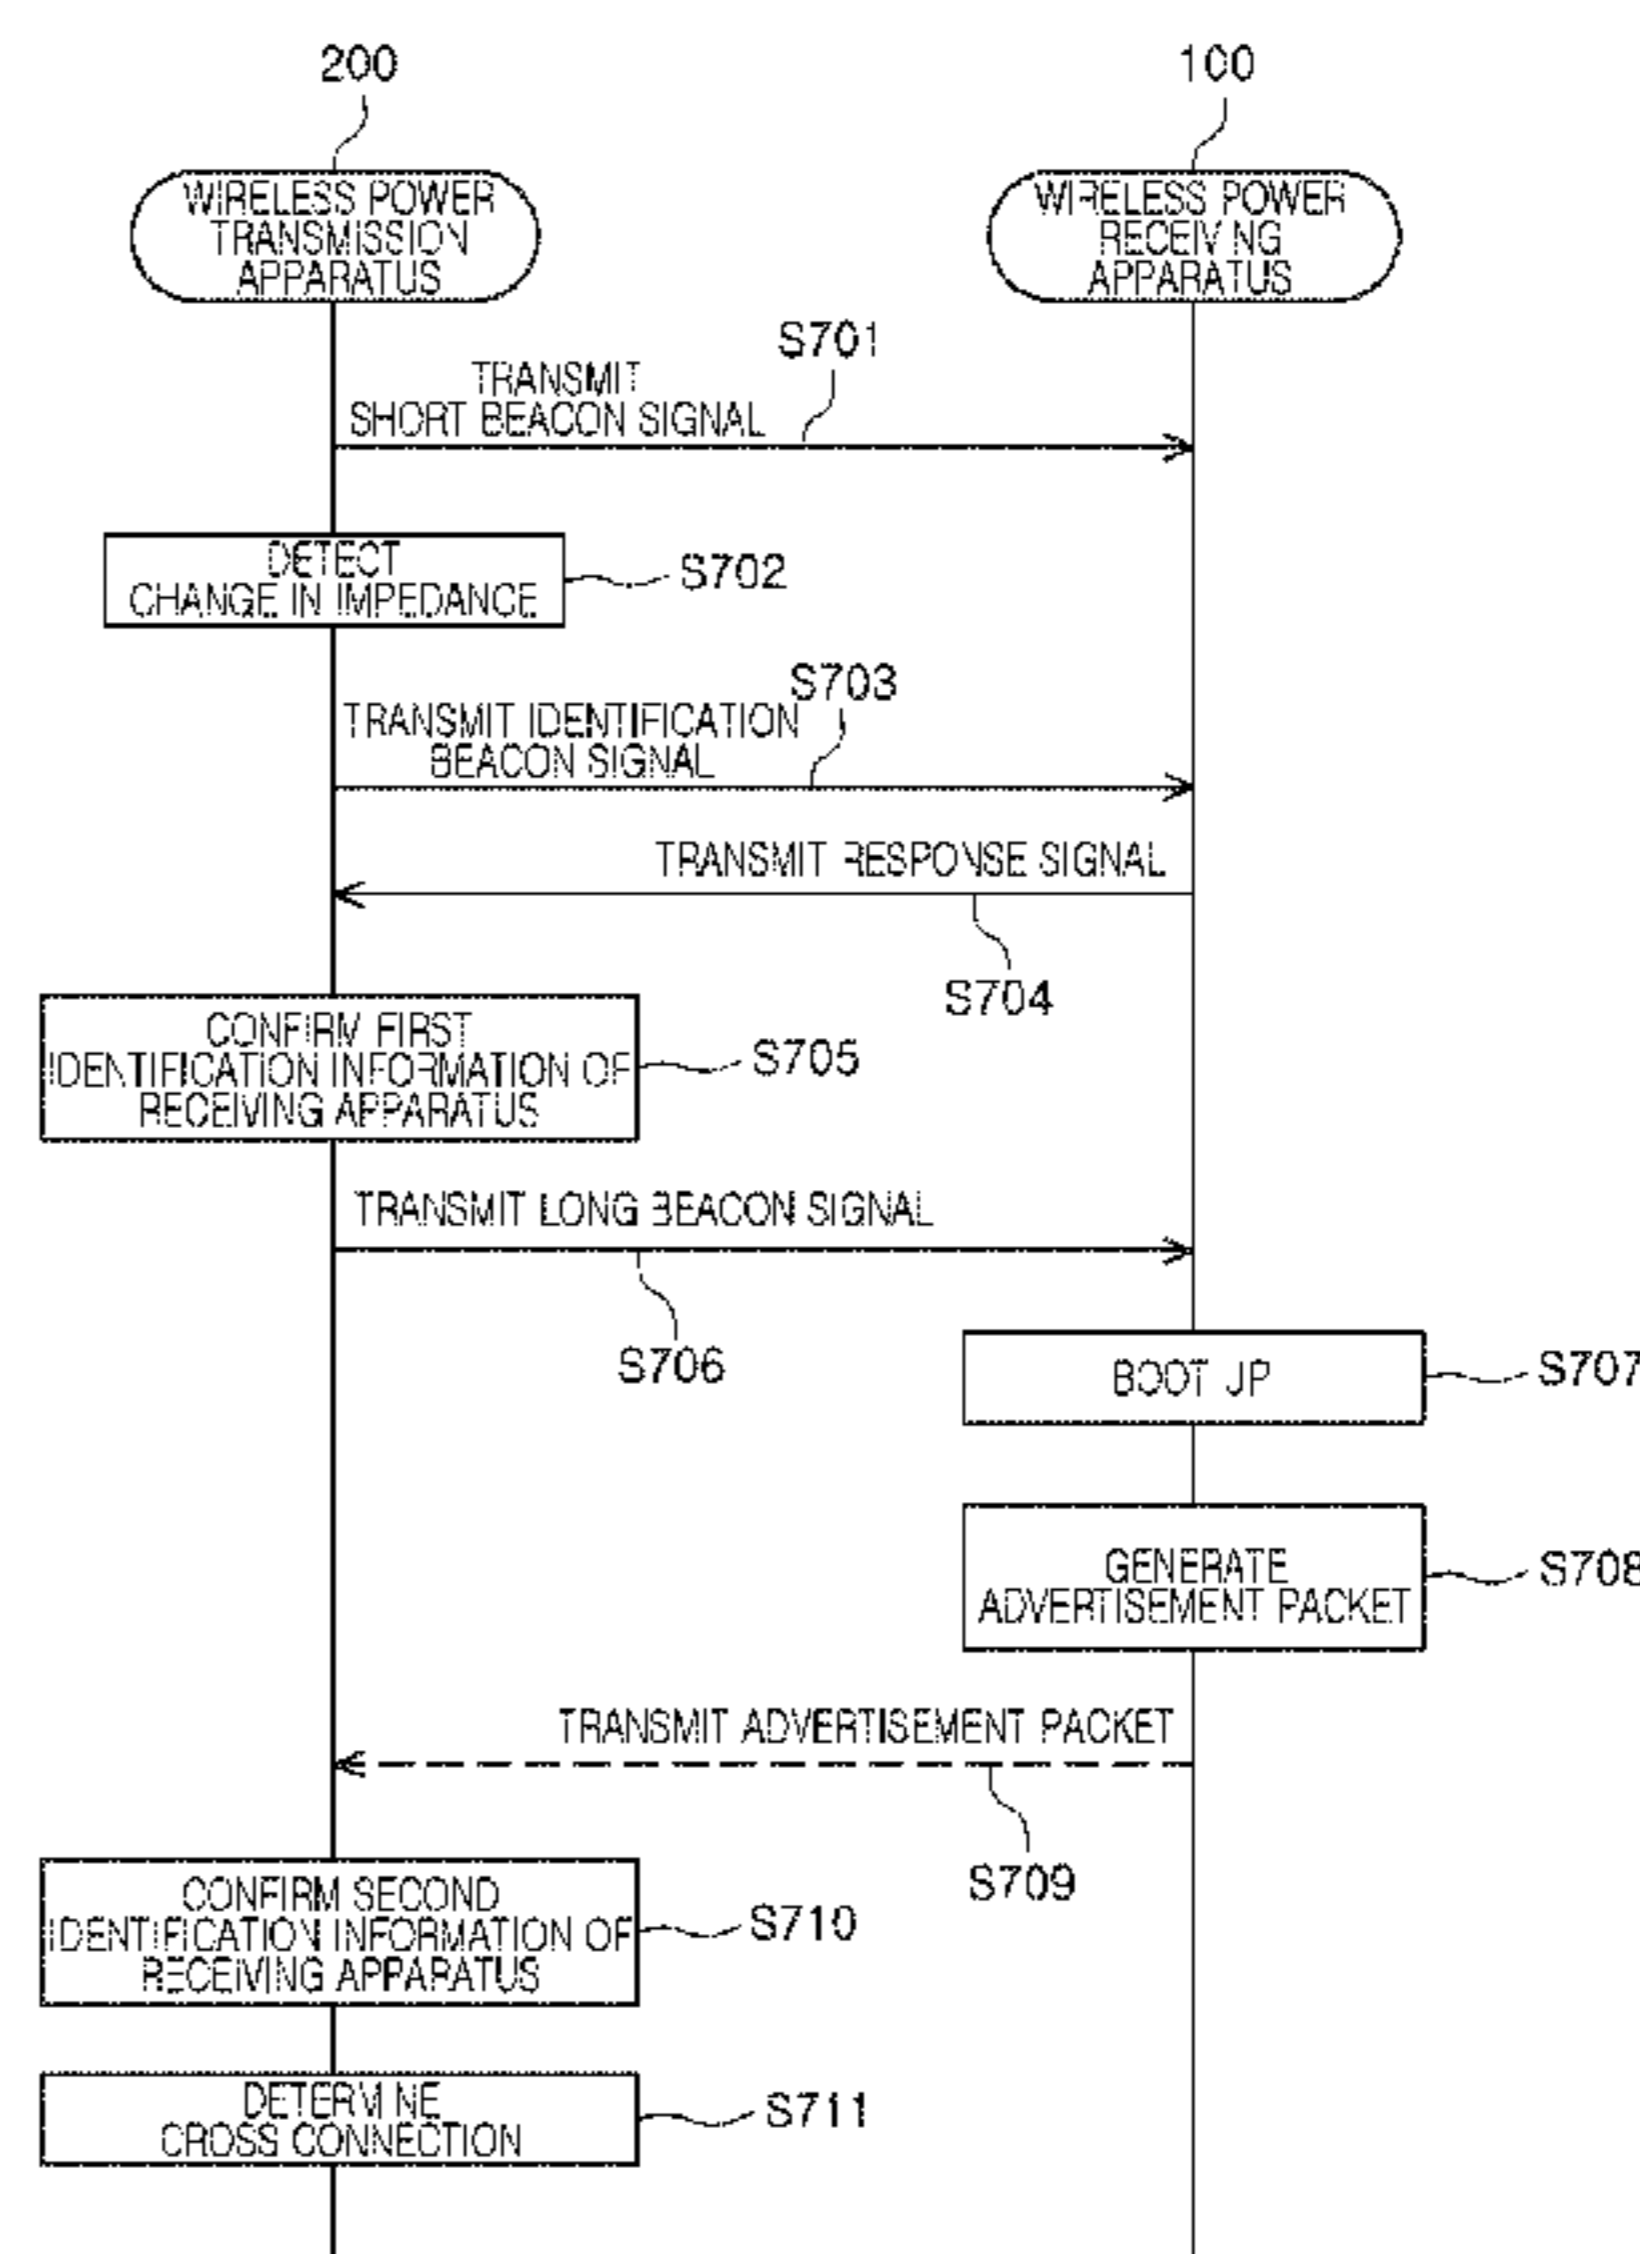 200
100
WIRELESS POWER
TRANSMISSION
APPARATUS
WIRELESS POWER
RECEIVING
APPARATUS
S701
TRANSMIT
SHORT BEACON SIGNAL
DETECT
CHANGE IN IMPEDANCE
S702
S703
TRANSMIT IDENTIFICATION
BEACON SIGNAL
TRANSMIT RESPONSE SIGNAL
S704
CONFIRM FIRST
IDENTIFICATION INFORMATION OF
RECEIVING APPARATUS
S705
TRANSMIT LONG BEACON SIGNAL
S706
BOOT UP
S707
GENERATE
ADVERTISEMENT PACKET
S708
TRANSMIT ADVERTISEMENT PACKET
S709
CONFIRM SECOND
IDENTIFICATION INFORMATION OF
RECEIVING APPARATUS
S710
DETERMINE
CROSS CONNECTION
S711